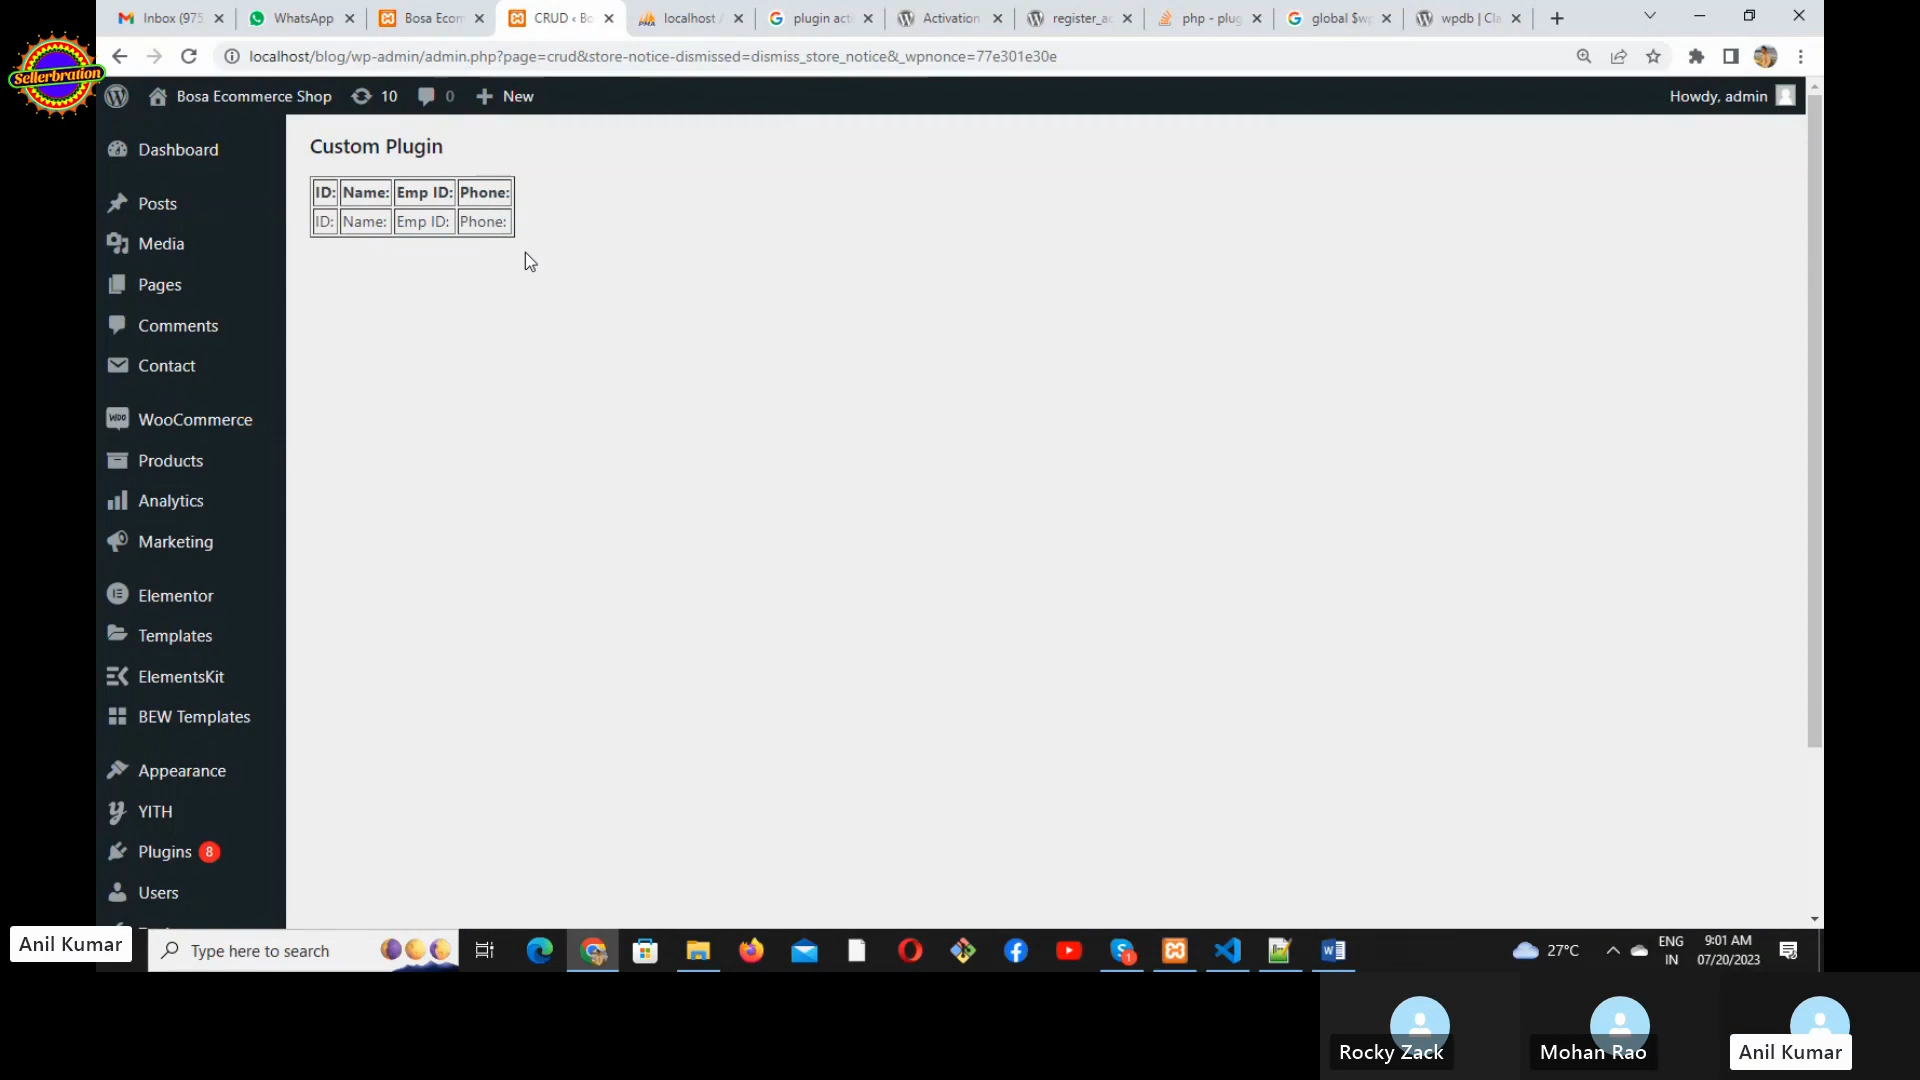 Inbox (975
WhatsApp
Bosa Ecom
CRUD ‹ Bo
localhost /
plugin act
Activation
register_ac
php - plug
global $wp
wpdb | Cla
localhost/blog/wp-admin/admin.php?page=crud&store-notice-dismissed=dismiss_store_notice&_wpnonce=77e301e30e
Sellerbration
Bosa Ecommerce Shop
10
0
New
Howdy, admin
Dashboard
Posts
Media
Pages
Comments
Contact
WooCommerce
Products
Analytics
Marketing
Elementor
Templates
ElementsKit
BEW Templates
Appearance
YITH
Plugins 8
Users
Custom Plugin
ID: Name: Emp ID: Phone:
ID: Name: Emp ID: Phone:
Anil Kumar
Type here to search
27°C
ENG
IN
9:01 AM
07/20/2023
Rocky Zack
Mohan Rao
Anil Kumar